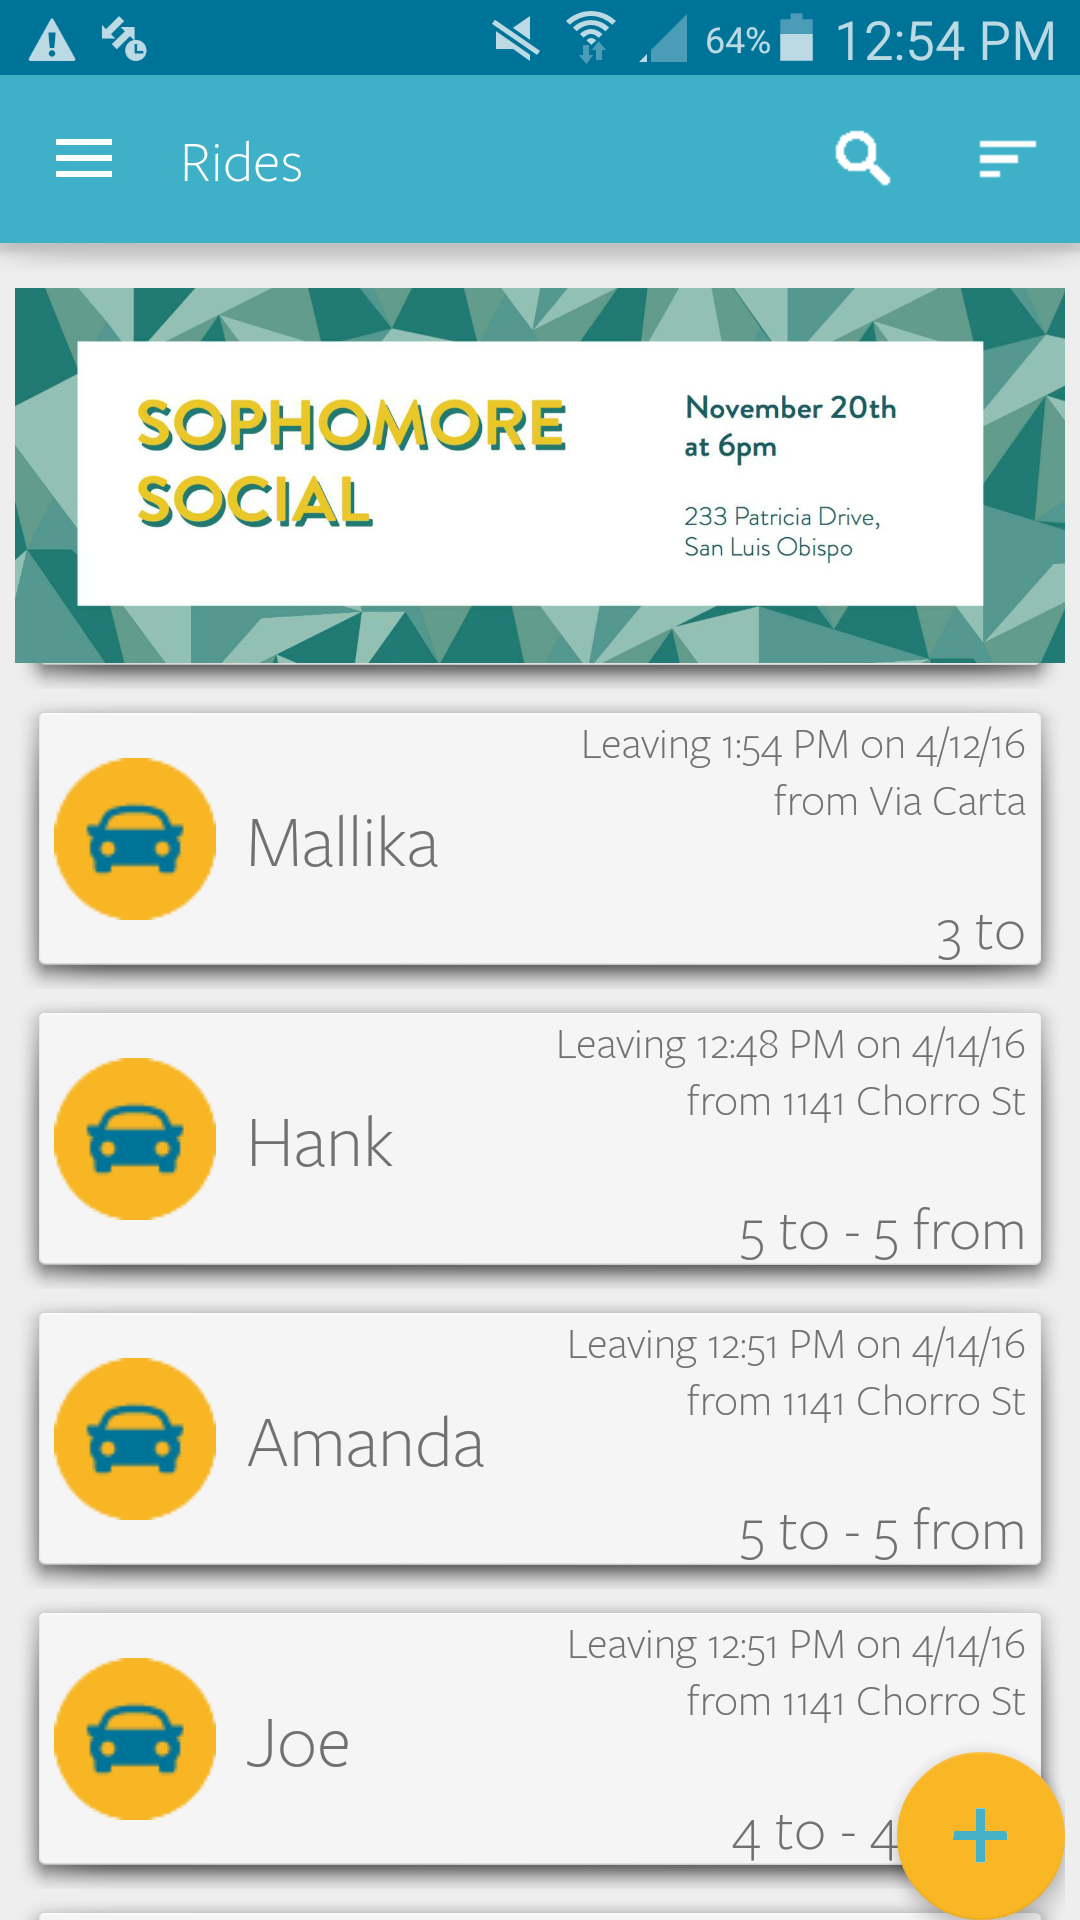 64% 12:54 PM
Rides
SOPHOMORE
SOCIAL
November 20th
at 6pm
233 Patricia Drive,
San Luis Obispo
Leaving 1:54 PM on 4/12/16
from Via Carta
Mallika
3 to
Leaving 12:48 PM on 4/14/16
from 1141 Chorro St
Hank
5 to - 5 from
Leaving 12:51 PM on 4/14/16
from 1141 Chorro St
Amanda
5 to - 5 from
Leaving 12:51 PM on 4/14/16
from 1141 Chorro St
Joe
4 to - 4